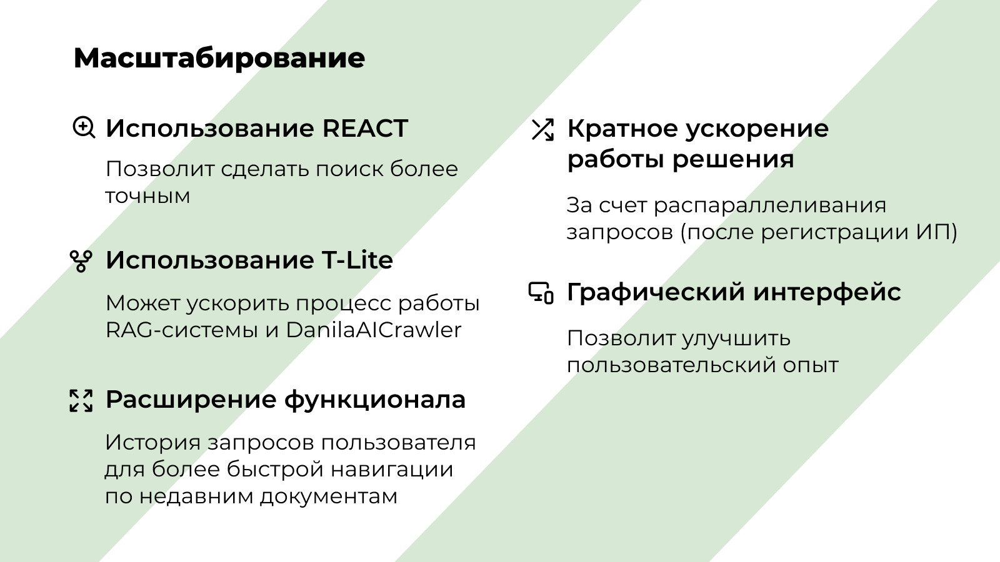 Масштабирование
Использование REACT
Позволит сделать поиск более
точным
Использование T-Lite
Может ускорить процесс работы
RAG-системы и DanilaAICrawler
Расширение функционала
История запросов пользователя
для более быстрой навигации
по недавним документам
Кратное ускорение
работы решения
За счет распараллеливания
запросов (после регистрации ИП)
Графический интерфейс
Позволит улучшить
пользовательский опыт